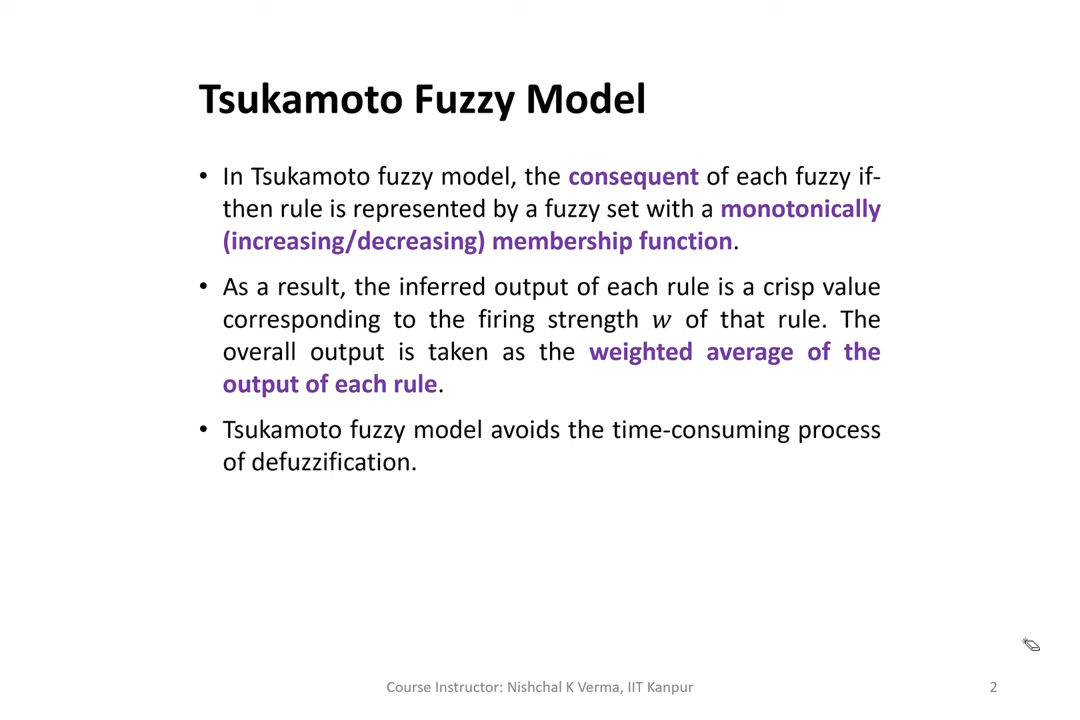 Tsukamoto Fuzzy Model
• In Tsukamoto fuzzy model, the consequent of each fuzzy if-
then rule is represented by a fuzzy set with a monotonically
(increasing/decreasing) membership function.
• As a result, the inferred output of each rule is a crisp value
corresponding to the firing strength w of that rule. The
overall output is taken as the weighted average of the
output of each rule.
• Tsukamoto fuzzy model avoids the time-consuming process
of defuzzification.
Course Instructor: Nishchal K Verma, IIT Kanpur 2